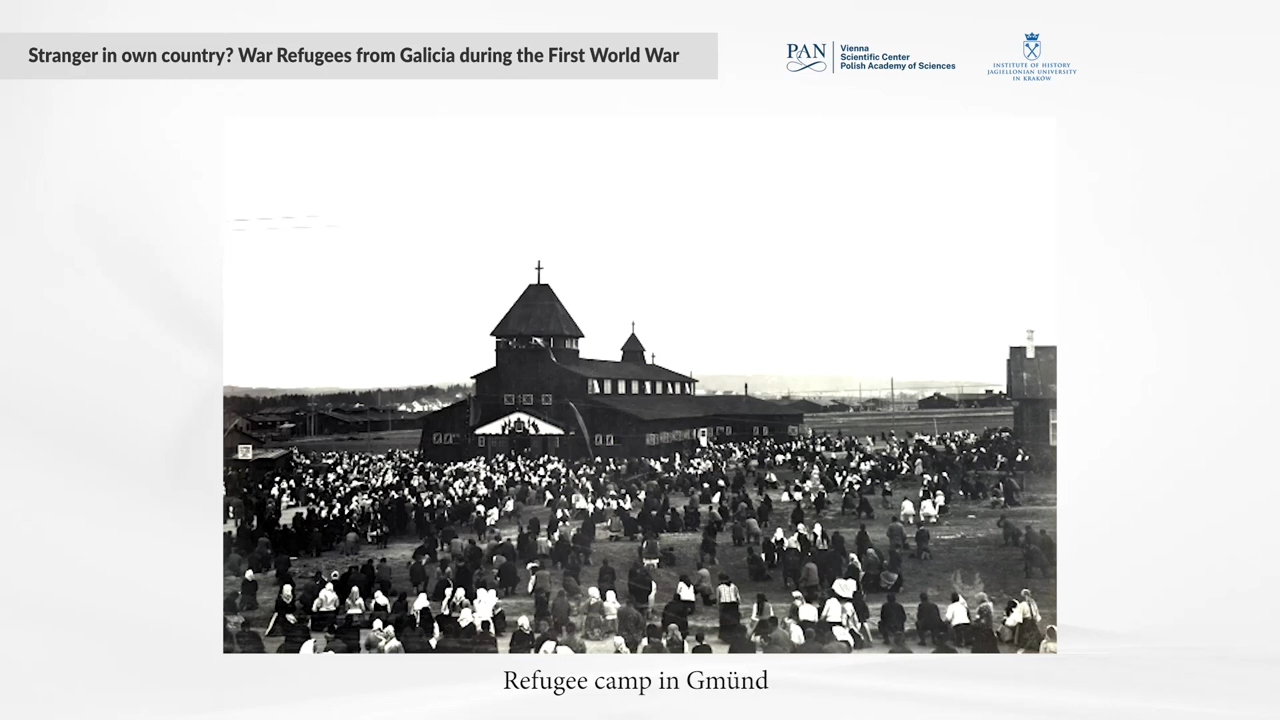 Stranger in own country? War Refugees from Galicia during the First World War
PAN
Vienna
Scientific Center
Polish Academy of Sciences
INSTITUTE OF HISTORY
JAGIELLONIAN UNIVERSITY
IN KRAKÓW
Refugee camp in Gmünd